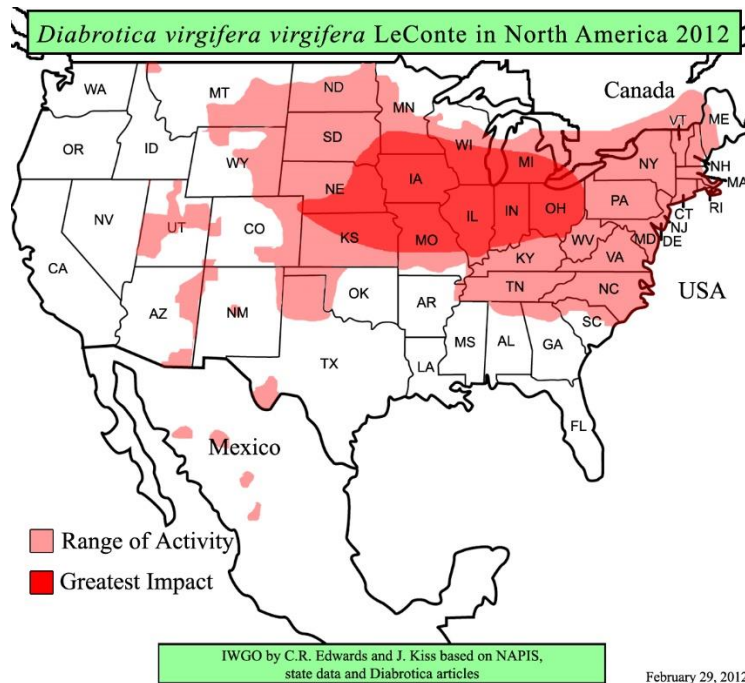 Diabrotica virgifera virgifera LeConte in North America 2012
Canada
WA
MT
ND
MN
ME
VT
OR
ID
SD
WI
MI
NY
NH
WY
MA
NE
IA
PA
RI
CT
NJ
NV
UT
CO
IL
IN
OH
MD
DE
KS
MO
WV
VA
CA
KY
USA
AZ
NM
OK
AR
TN
NC
SC
TX
MS
AL
GA
LA
FL
Mexico
Range of Activity
Greatest Impact
IWGO by C.R. Edwards and J. Kiss based on NAPIS,
state data and Diabrotica articles
February 29, 2012